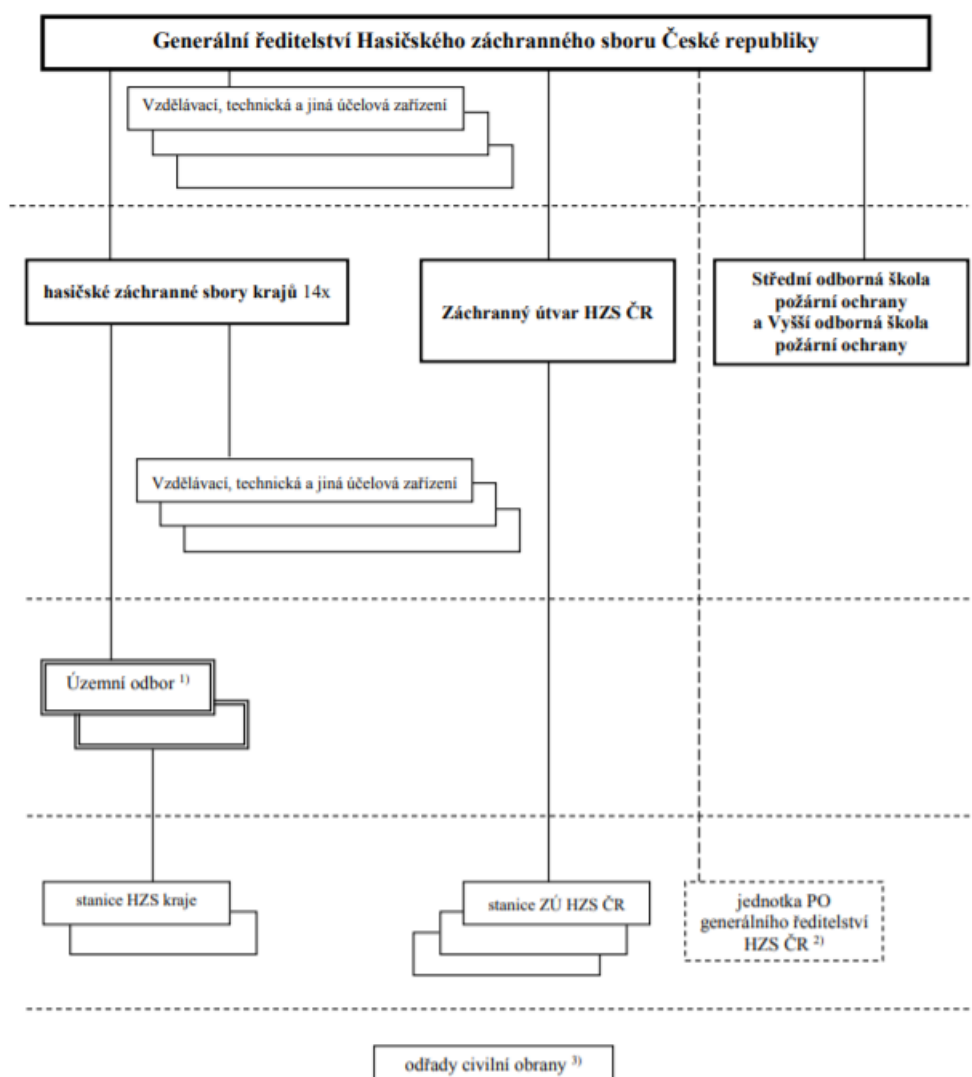 Generální ředitelství Hasičského záchranného sboru České republiky
Vzdělávací, technická a jiná účelová zařízení
hasičské záchranné sbory krajů 14x
Záchranný útvar HZS ČR
Střední odborná škola
požární ochrany
a Vyšší odborná škola
požární ochrany
Vzdělávací, technická a jiná účelová zařízení
Územní odbor 1)
stanice HZS kraje
stanice ZÚ HZS ČR
jednotka PO
generálního ředitelství
HZS ČR 2)
odřady civilní obrany 3)